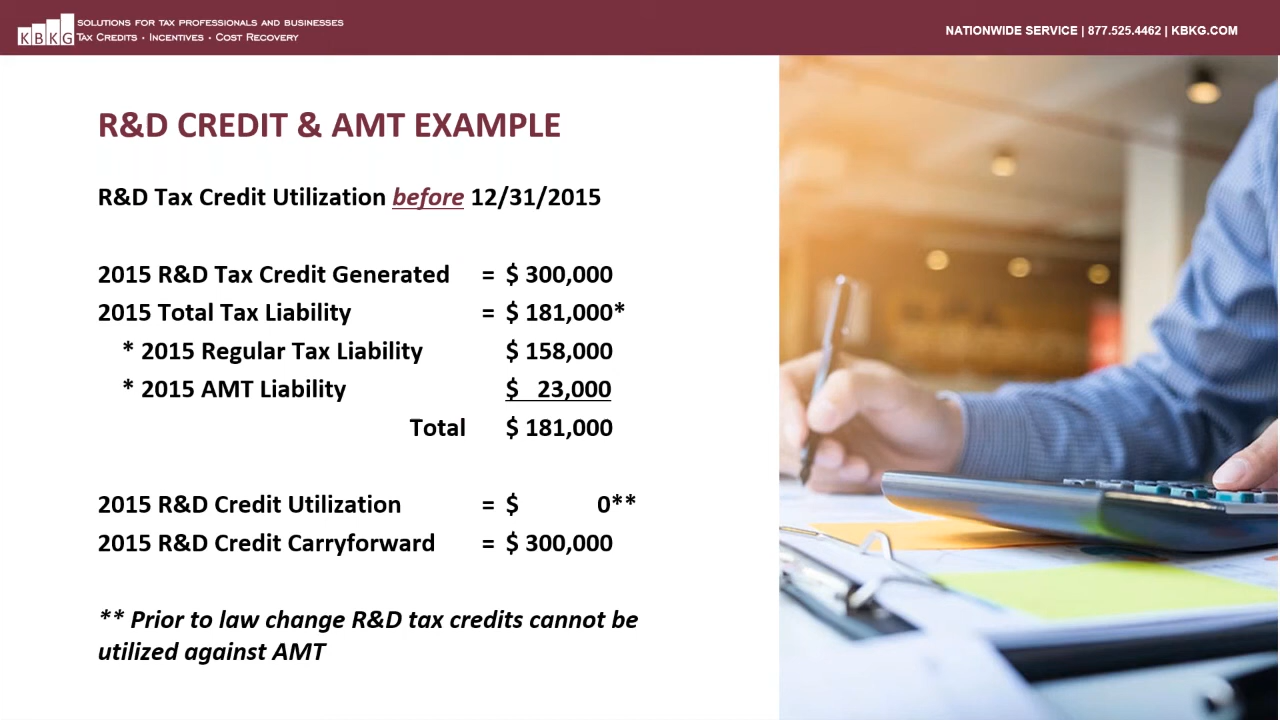 KBKG
SOLUTIONS FOR TAX PROFESSIONALS AND BUSINESSES
TAX CREDITS · INCENTIVES · COST RECOVERY
NATIONWIDE SERVICE | 877.525.4462 | KBKG.COM
R&D CREDIT & AMT EXAMPLE
R&D Tax Credit Utilization before 12/31/2015
2015 R&D Tax Credit Generated = $ 300,000
2015 Total Tax Liability = $ 181,000*
* 2015 Regular Tax Liability $ 158,000
* 2015 AMT Liability $ 23,000
Total $ 181,000
2015 R&D Credit Utilization = $ 0**
2015 R&D Credit Carryforward = $ 300,000
** Prior to law change R&D tax credits cannot be
utilized against AMT